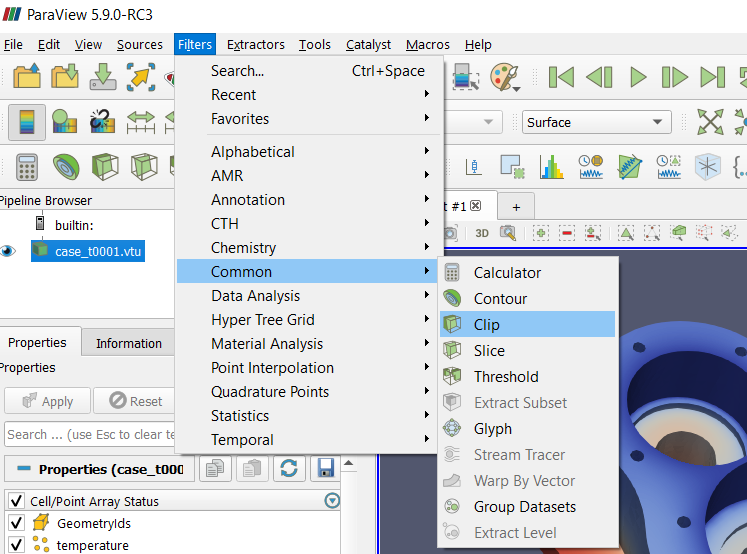 ParaView 5.9.0-RC3
File Edit View Sources Filters Extractors Tools Catalyst Macros Help
Search... Ctrl+Space
Recent
Favorites
Surface
Alphabetical
AMR
Annotation
CTH
Chemistry
Common
Data Analysis
Hyper Tree Grid
Material Analysis
Point Interpolation
Quadrature Points
Statistics
Temporal
Pipeline Browser
builtin:
case_t0001.vtu
#1
+
3D
Calculator
Contour
Clip
Slice
Threshold
Extract Subset
Glyph
Stream Tracer
Warp By Vector
Group Datasets
Extract Level
Properties Information
Properties
Apply Reset
Search ... (use Esc to clear te
Properties (case_t000
Cell/Point Array Status
GeometryIds
temperature